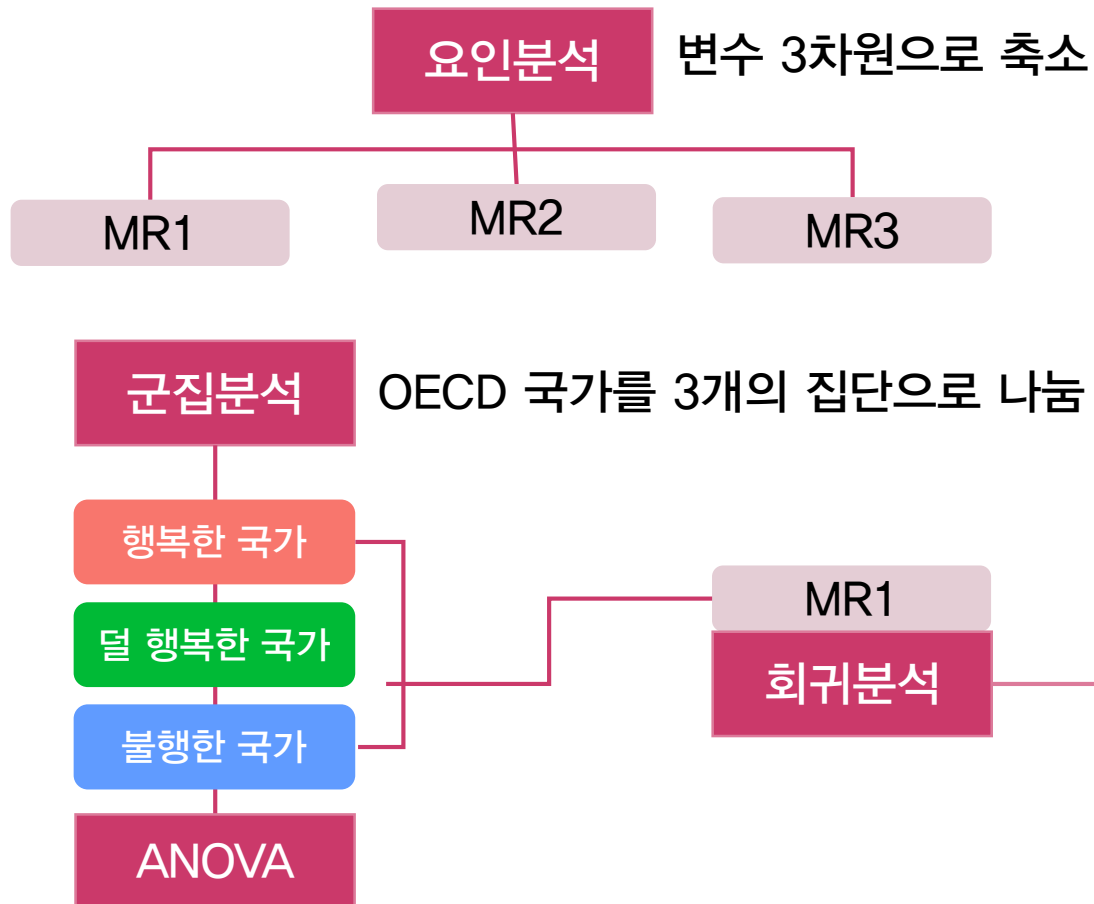 요인분석 변수 3차원으로 축소
MR1
MR2
MR3
군집분석 OECD 국가를 3개의 집단으로 나눔
행복한 국가
덜 행복한 국가
불행한 국가
ANOVA
MR1
회귀분석